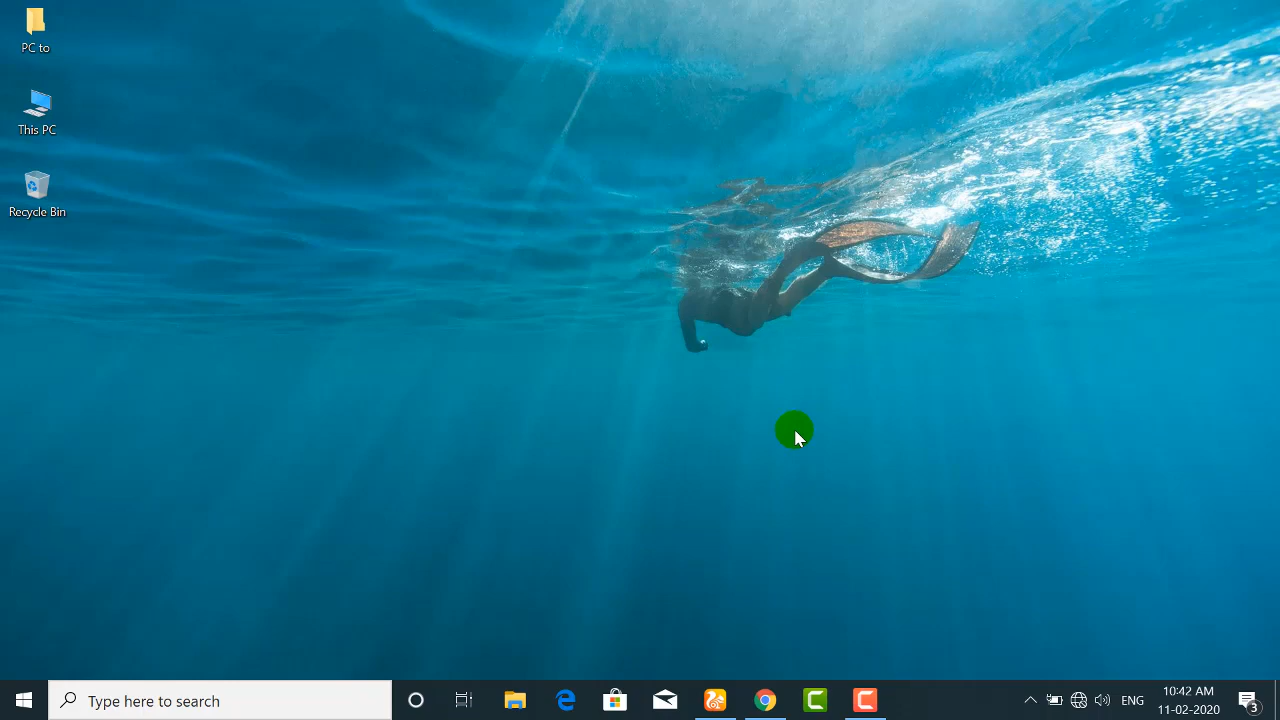 PC to
This PC
Recycle Bin
Type here to search
ENG
10:42 AM
11-02-2020
3